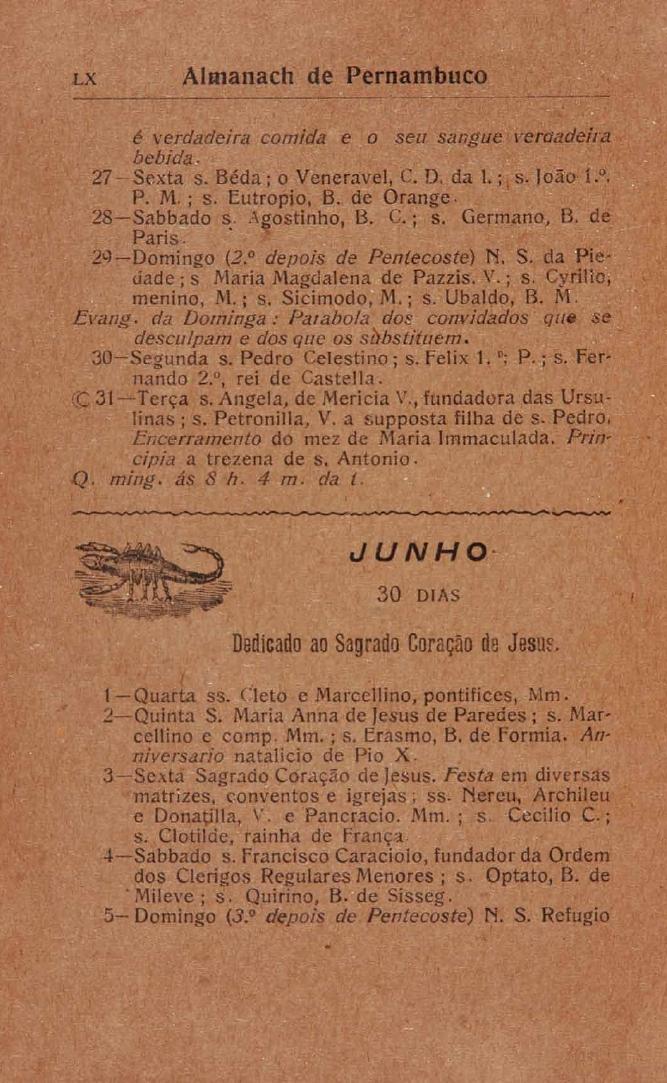 LX Almanach de Pernambuco
é verdadeira comida e o seu sangue verdadeira
bebida.
27—Sexta s. Béda; o Veneravel, C. D. da I.; s. João 1.º,
P. M.; s. Eutropio, B. de Orange.
28—Sabbado s. Agostinho, B. C.; s. Germano, B. de
Paris.
29—Domingo (2.º depois de Pentecoste) N. S. da Pie-
dade; s Maria Magdalena de Pazzis, V.; s. Cyrillo,
menino, M.; s. Sicimodo, M.; s. Ubaldo, B. M.
Evang. da Dominga: Parabola dos convidados que se
desculpam e dos que os substituem.
30—Segunda s. Pedro Celestino; s. Felix 1.º; P.; s. Fer-
nando 2.º, rei de Castella.
☾ 31—Terça s. Angela, de Mericia V., fundadora das Ursu-
linas; s. Petronilla, V. a supposta filha de s. Pedro,
Encerramento do mez de Maria Immaculada. Prin-
cipia a trezena de s. Antonio.
Q. ming. ás 8 h. 4 m. da t.
JUNHO
30 DIAS
Dedicado ao Sagrado Coração de Jesus.
1—Quarta ss. Cleto e Marcellino, pontifices, Mm.
2—Quinta S. Maria Anna de Jesus de Paredes; s. Mar-
cellino e comp. Mm.; s. Erasmo, B. de Formia. An-
niversario natalicio de Pio X.
3—Sexta Sagrado Coração de Jesus. Festa em diversas
matrizes, conventos e igrejas; ss. Nereu, Archileu
e Donatilla, V. e Pancracio. Mm.; s. Cecilio C.;
s. Clotilde, rainha de França.
4—Sabbado s. Francisco Caraciolo, fundador da Ordem
dos Clerigos Regulares Menores; s. Optato, B. de
Mileve; s. Quirino, B. de Sisseg.
5—Domingo (3.º depois de Pentecoste) N. S. Refugio